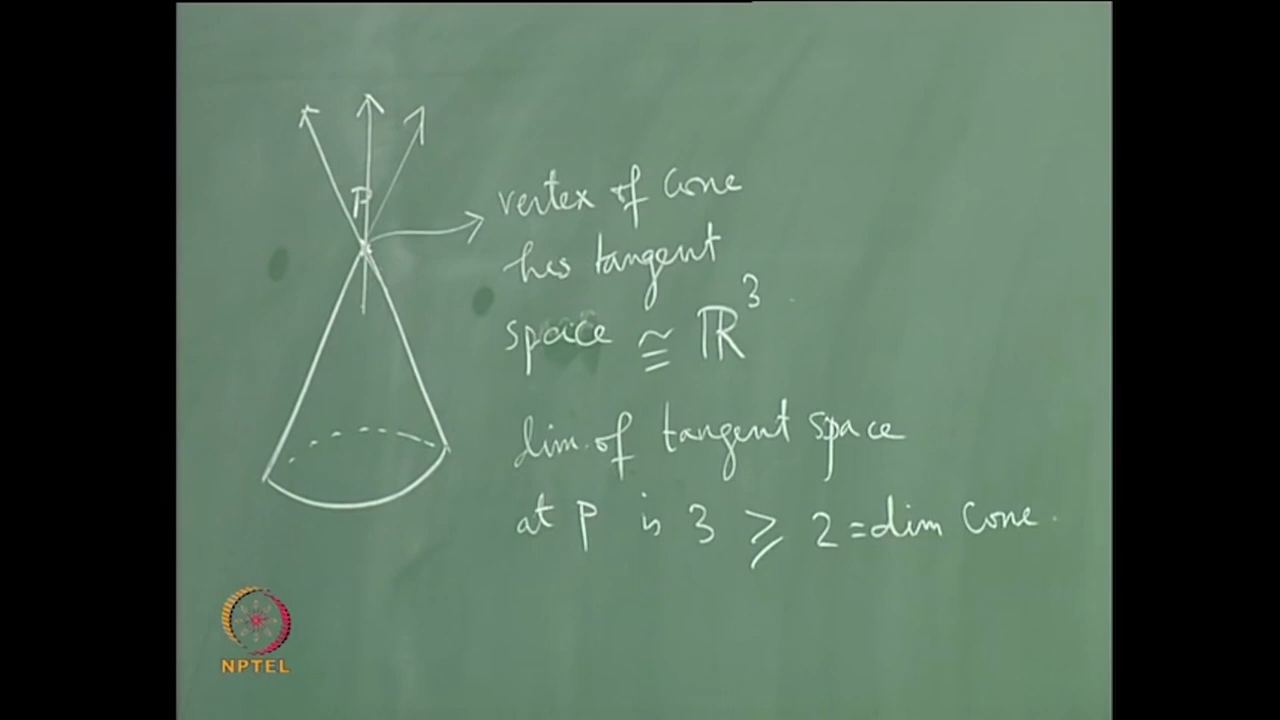 P
vertex of cone
has tangent
space ≅ ℝ³.
dim. of tangent space
at P is 3 ≥ 2 = dim Cone.
NPTEL